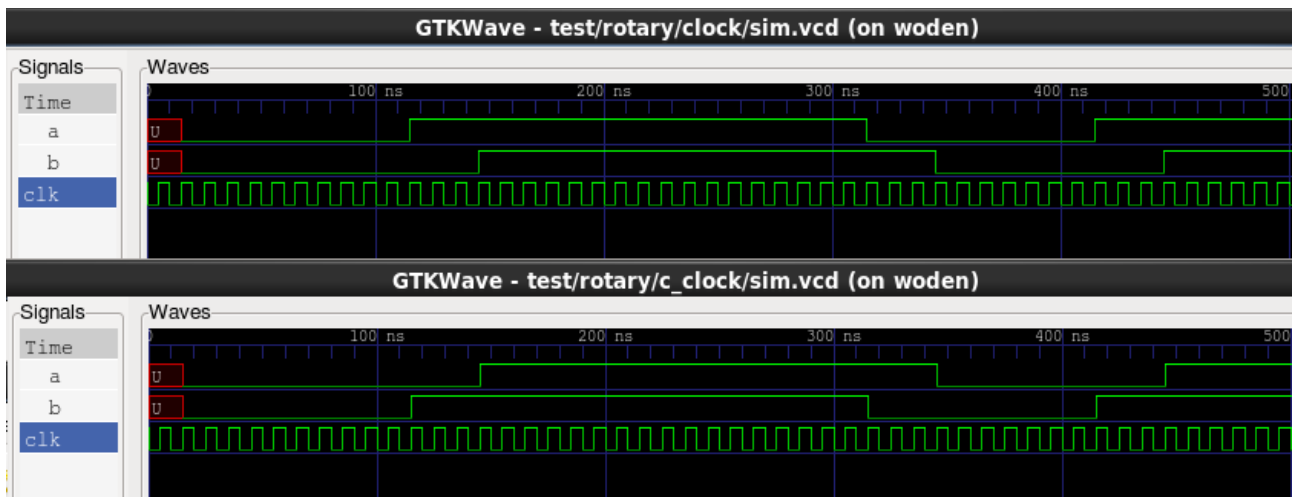 GTKWave - test/rotary/clock/sim.vcd (on woden)
Signals Waves
Time 100 ns 200 ns 300 ns 400 ns 500
a U
b U
clk
GTKWave - test/rotary/c_clock/sim.vcd (on woden)
Signals Waves
Time 100 ns 200 ns 300 ns 400 ns 500
a U
b U
clk